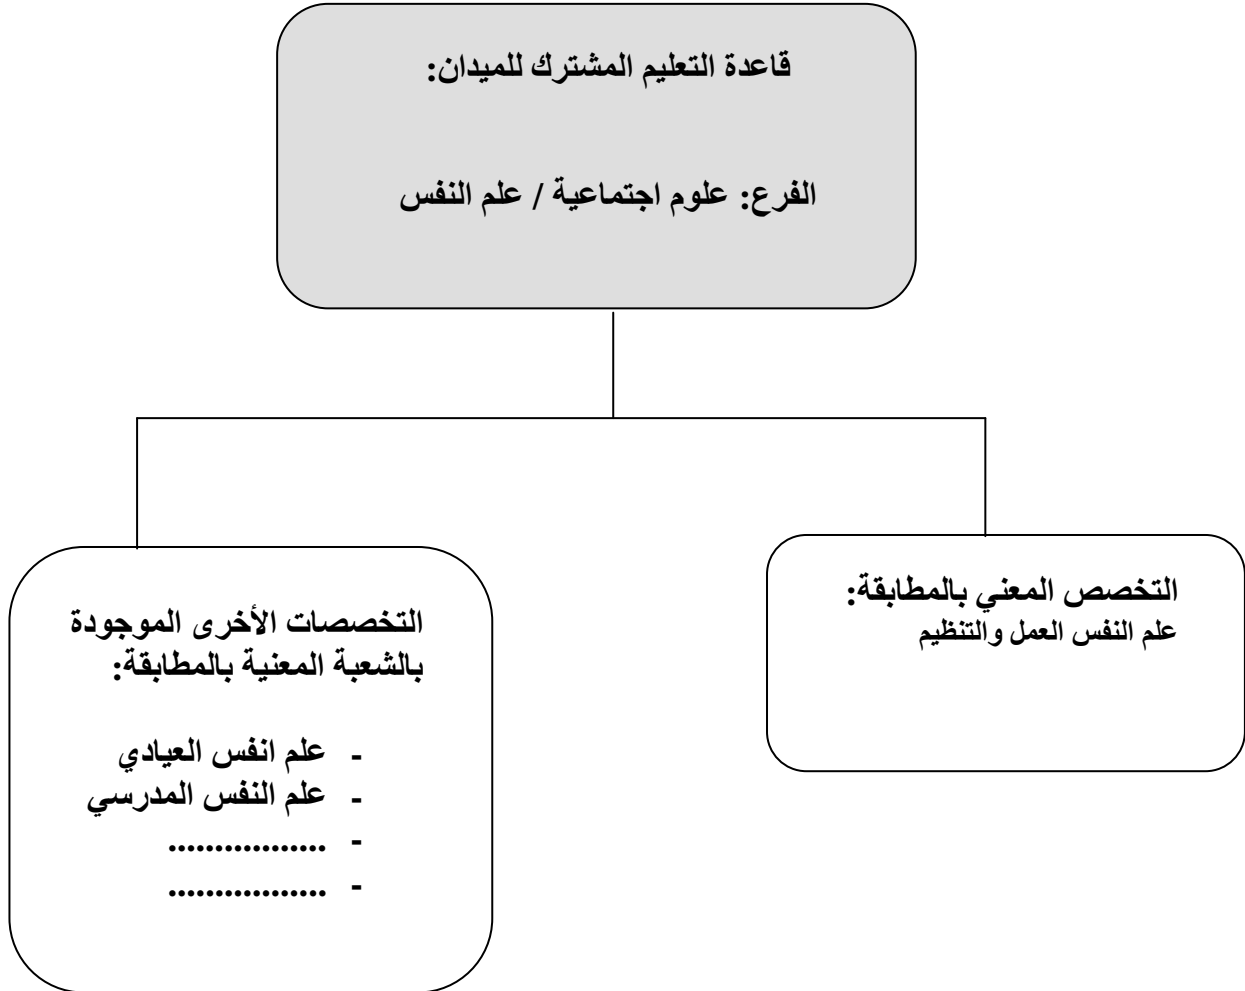 قاعدة التعليم المشترك للميدان:
الفرع: علوم اجتماعية / علم النفس
التخصص المعني بالمطابقة:
علم النفس العمل والتنظيم
التخصصات الأخرى الموجودة
بالشعبة المعنية بالمطابقة:
- علم انفس العيادي
- علم النفس المدرسي
- .................
- .................